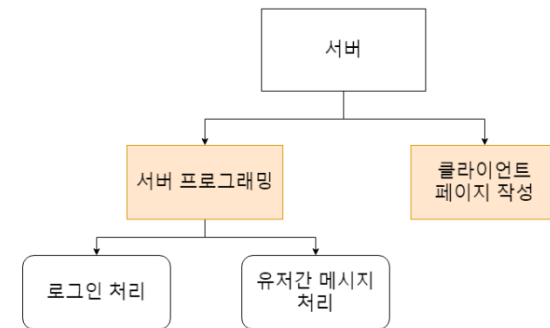 서버
서버 프로그래밍
클라이언트
페이지 작성
로그인 처리
유저간 메시지
처리